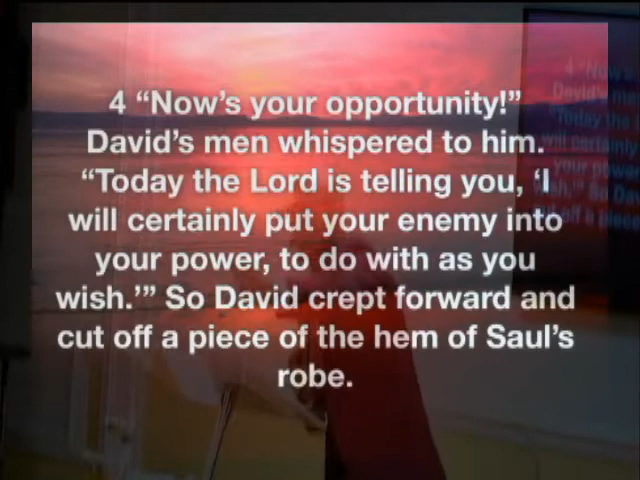 4 “Now’s your opportunity!”
David’s men whispered to him.
“Today the Lord is telling you, ‘I
will certainly put your enemy into
your power, to do with as you
wish.’” So David crept forward and
cut off a piece of the hem of Saul’s
robe.